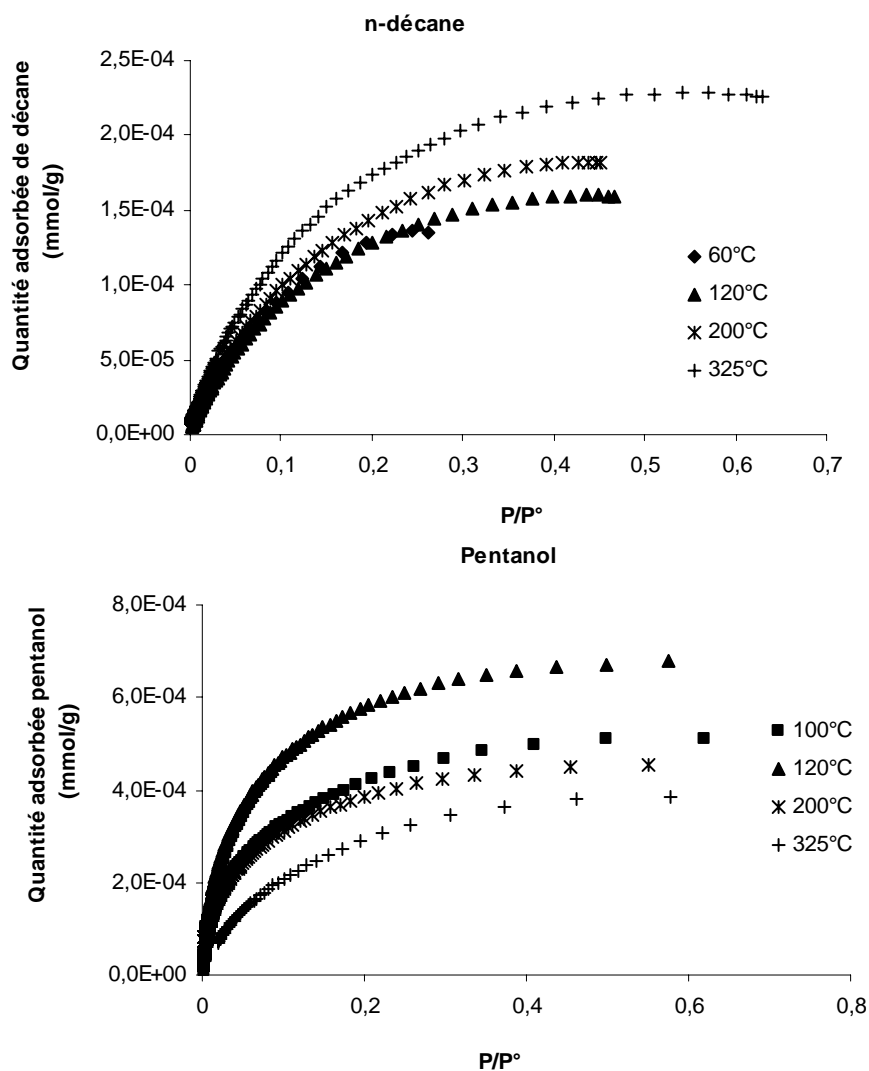 n-décane
Quantité adsorbée de décane
(mmol/g)
2,5E-04
2,0E-04
1,5E-04
1,0E-04
5,0E-05
0,0E+00
0
0,1
0,2
0,3
0,4
0,5
0,6
0,7
P/P°
60°C
120°C
200°C
325°C
Pentanol
Quantité adsorbée pentanol
(mmol/g)
8,0E-04
6,0E-04
4,0E-04
2,0E-04
0,0E+00
0
0,2
0,4
0,6
0,8
P/P°
100°C
120°C
200°C
325°C